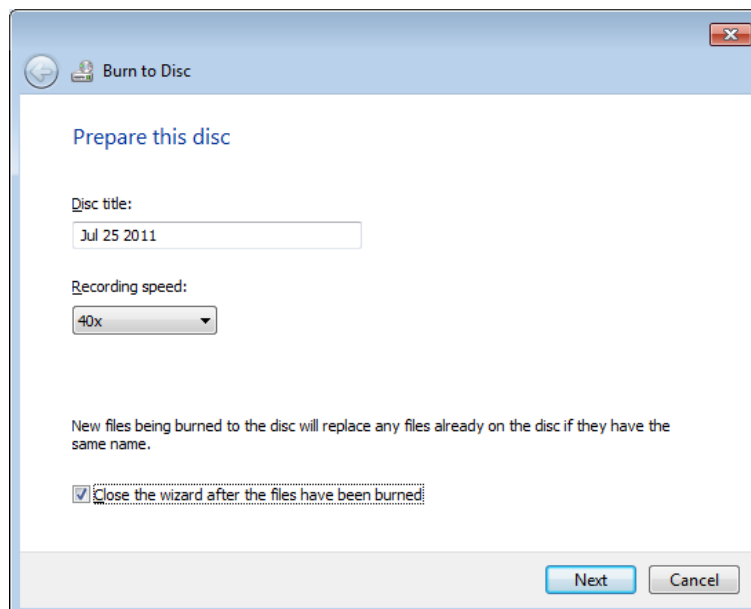 Burn to Disc
Prepare this disc
Disc title:
Jul 25 2011
Recording speed:
40x
New files being burned to the disc will replace any files already on the disc if they have the
same name.
Close the wizard after the files have been burned
Next Cancel